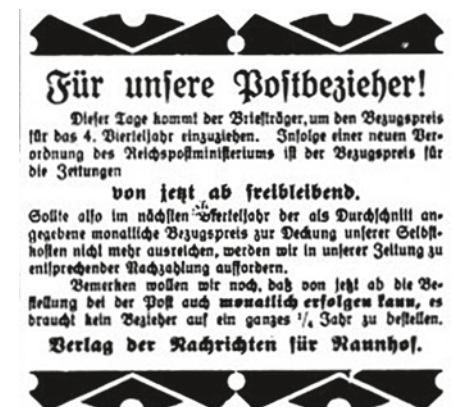 Für unsere Postbezieher!
Dieser Tage kommt der Briefträger, um den Bezugspreis
für das 4. Vierteljahr einzuziehen. Infolge einer neuen Ver-
ordnung des Reichspostministeriums ist der Bezugspreis für
die Zeitungen
von jetzt ab freibleibend.
Sollte also im nächsten Vierteljahr der als Durchschnitt an-
gegebene monatliche Bezugspreis zur Deckung unserer Selbst-
kosten nicht mehr ausreichen, werden wir in unserer Zeitung zu
entsprechender Nachzahlung auffordern.
Bemerken wollen wir noch, daß von jetzt ab die Be-
stellung bei der Post auch monatlich erfolgen kann, es
braucht kein Bezieher auf ein ganzes ¼ Jahr zu bestellen.
Verlag der Nachrichten für Naunhof.